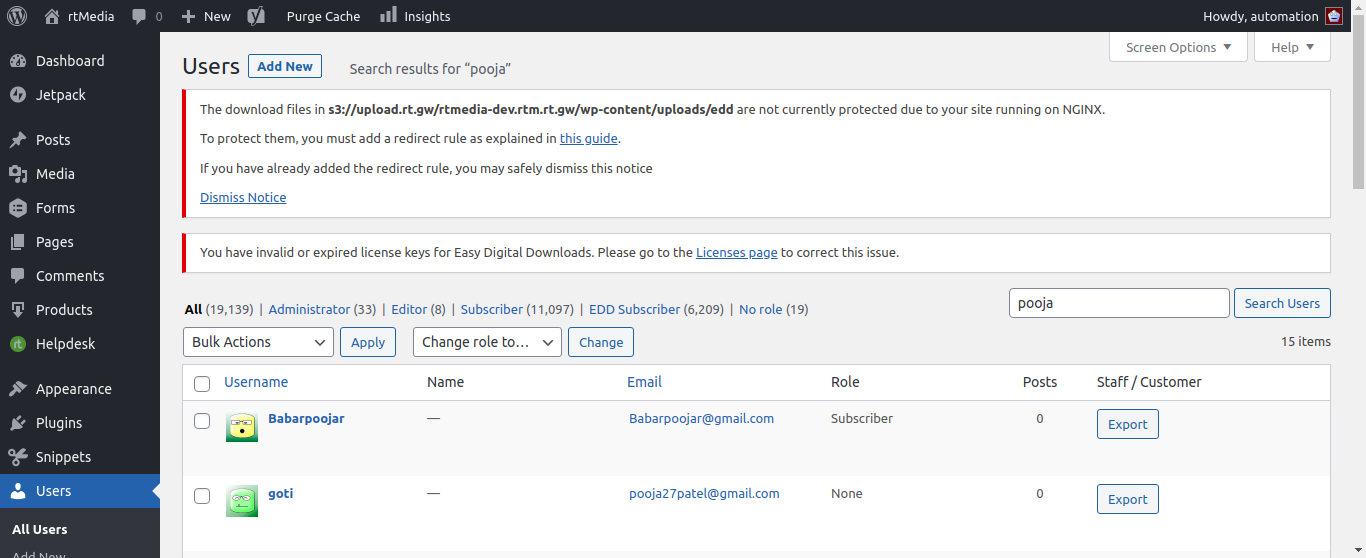 rtMedia 0 New Purge Cache Insights Howdy, automation
Screen Options Help
Dashboard
Jetpack
Posts
Media
Forms
Pages
Comments
Products
rt Helpdesk
Appearance
Plugins
Snippets
Users
All Users
Add New
Users Add New Search results for “pooja”
The download files in s3://upload.rt.gw/rtmedia-dev.rtm.rt.gw/wp-content/uploads/edd are not currently protected due to your site running on NGINX.
To protect them, you must add a redirect rule as explained in this guide.
If you have already added the redirect rule, you may safely dismiss this notice
Dismiss Notice
You have invalid or expired license keys for Easy Digital Downloads. Please go to the Licenses page to correct this issue.
All (19,139) | Administrator (33) | Editor (8) | Subscriber (11,097) | EDD Subscriber (6,209) | No role (19)
pooja Search Users
Bulk Actions Apply Change role to... Change 15 items
Username Name Email Role Posts Staff / Customer
Babarpoojar — Babarpoojar@gmail.com Subscriber 0 Export
goti — pooja27patel@gmail.com None 0 Export